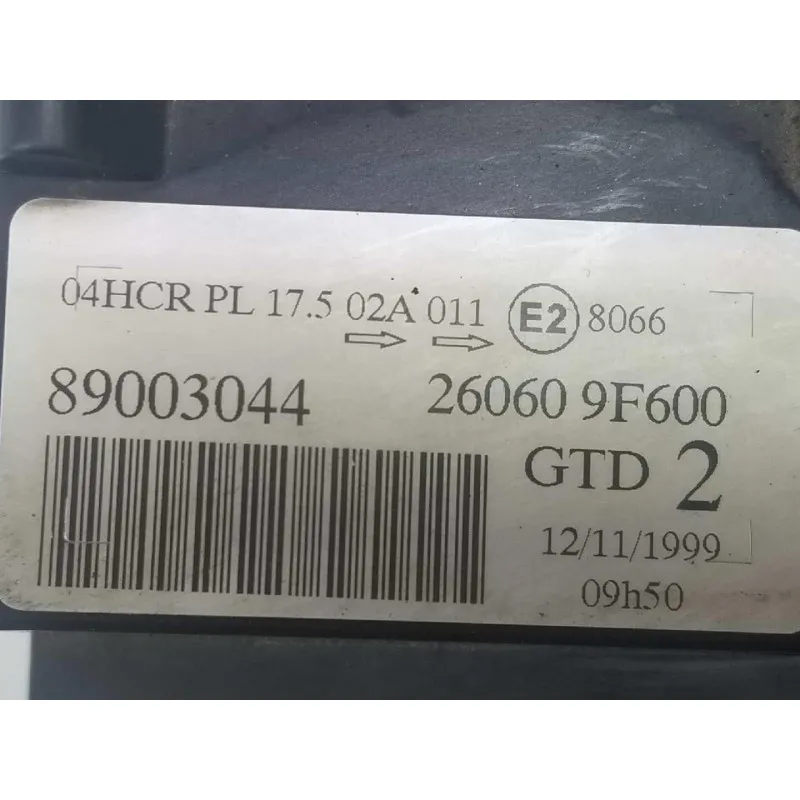 04HCR PL 17.5 02A 011 E2 8066
89003044 26060 9F600
GTD 2
12/11/1999
09h50